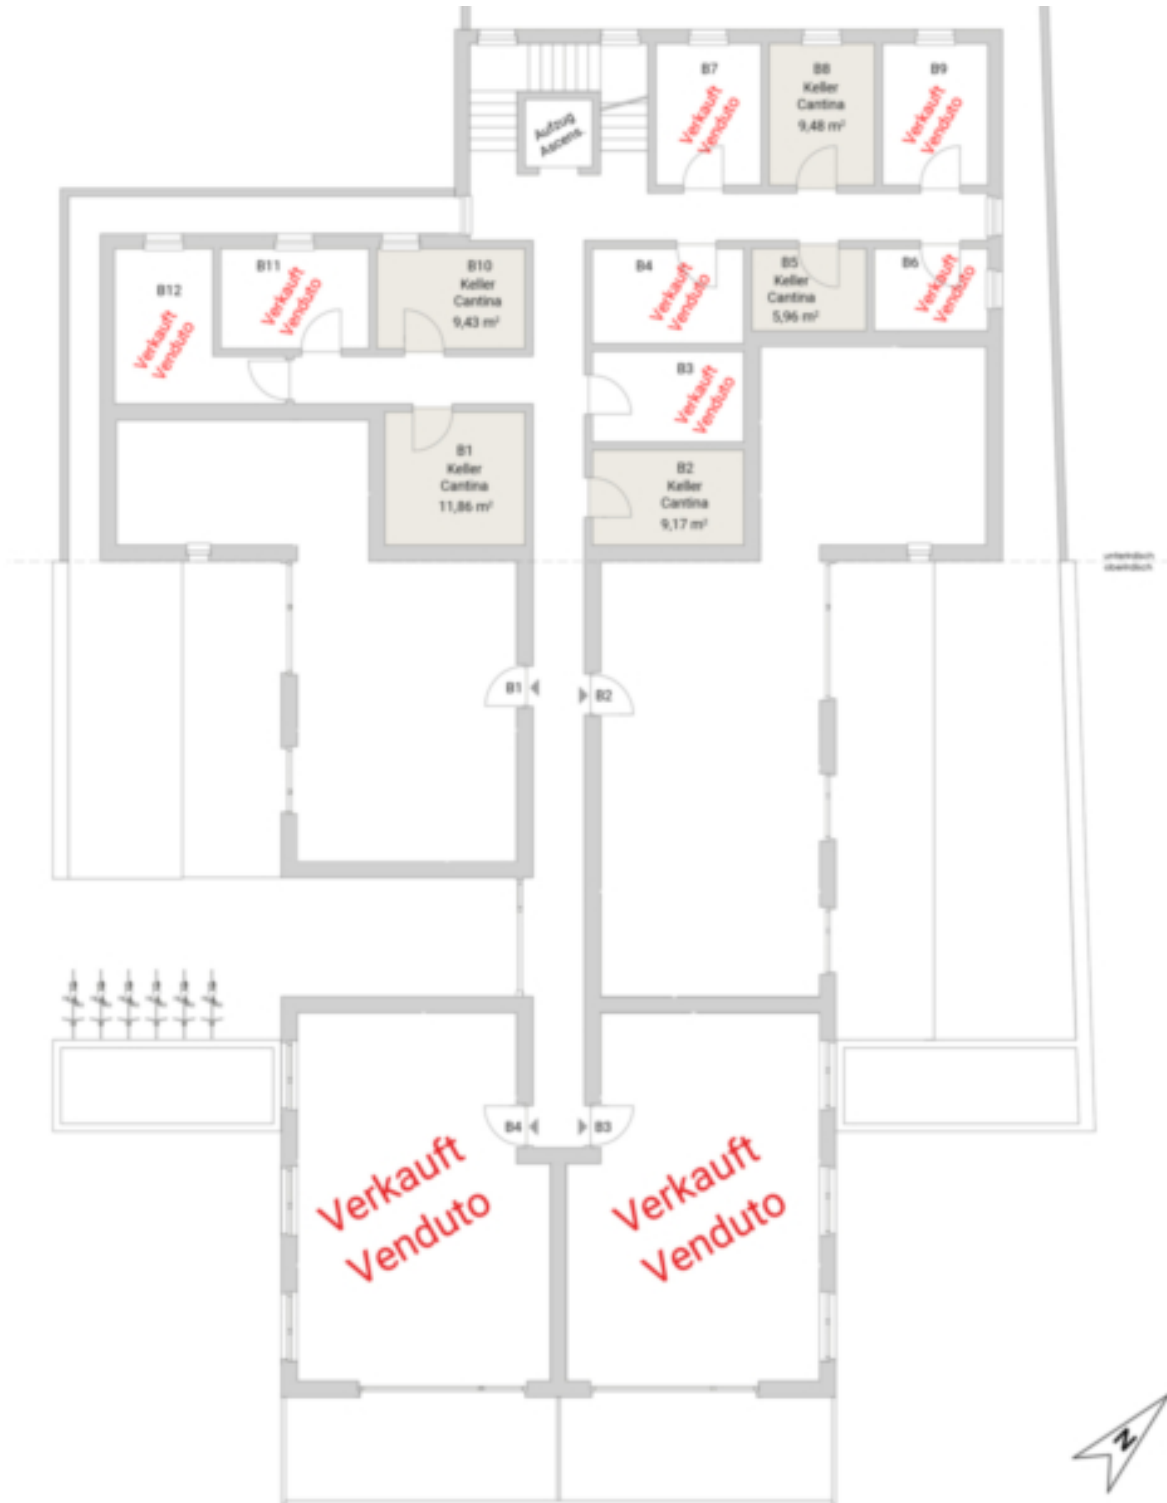 B7
Verkauft
Venduto
B8
Keller
Cantina
9,48 m²
B9
Verkauft
Venduto
Aufzug
Ascens.
B12
Verkauft
Venduto
B11
Verkauft
Venduto
B10
Keller
Cantina
9,43 m²
B4
Verkauft
Venduto
B5
Keller
Cantina
5,96 m²
B6
Verkauft
Venduto
B3
Verkauft
Venduto
B1
Keller
Cantina
11,86 m²
B2
Keller
Cantina
9,17 m²
unterirdisch
oberirdisch
B1
B2
B4
B3
Verkauft
Venduto
Verkauft
Venduto
N